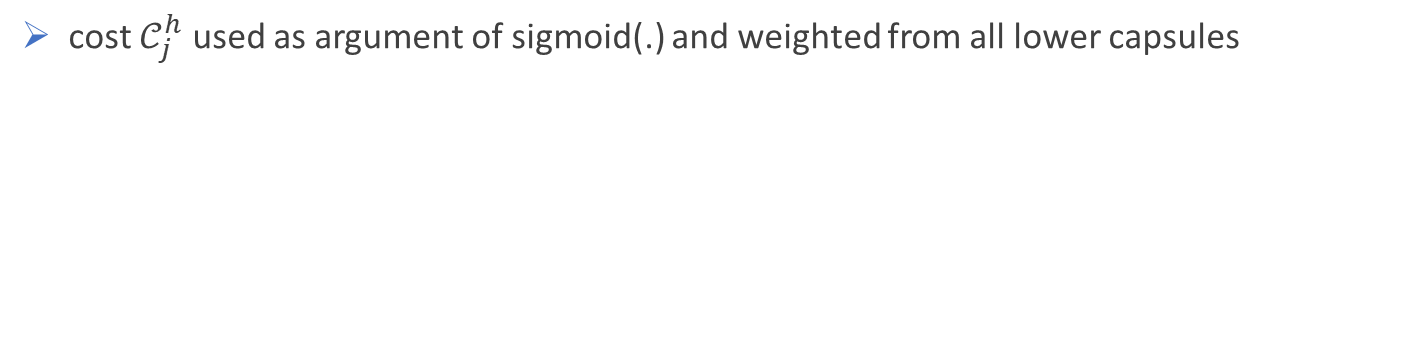 ➢ cost 𝒞ⱼʰ used as argument of sigmoid(.) and weighted from all lower capsules